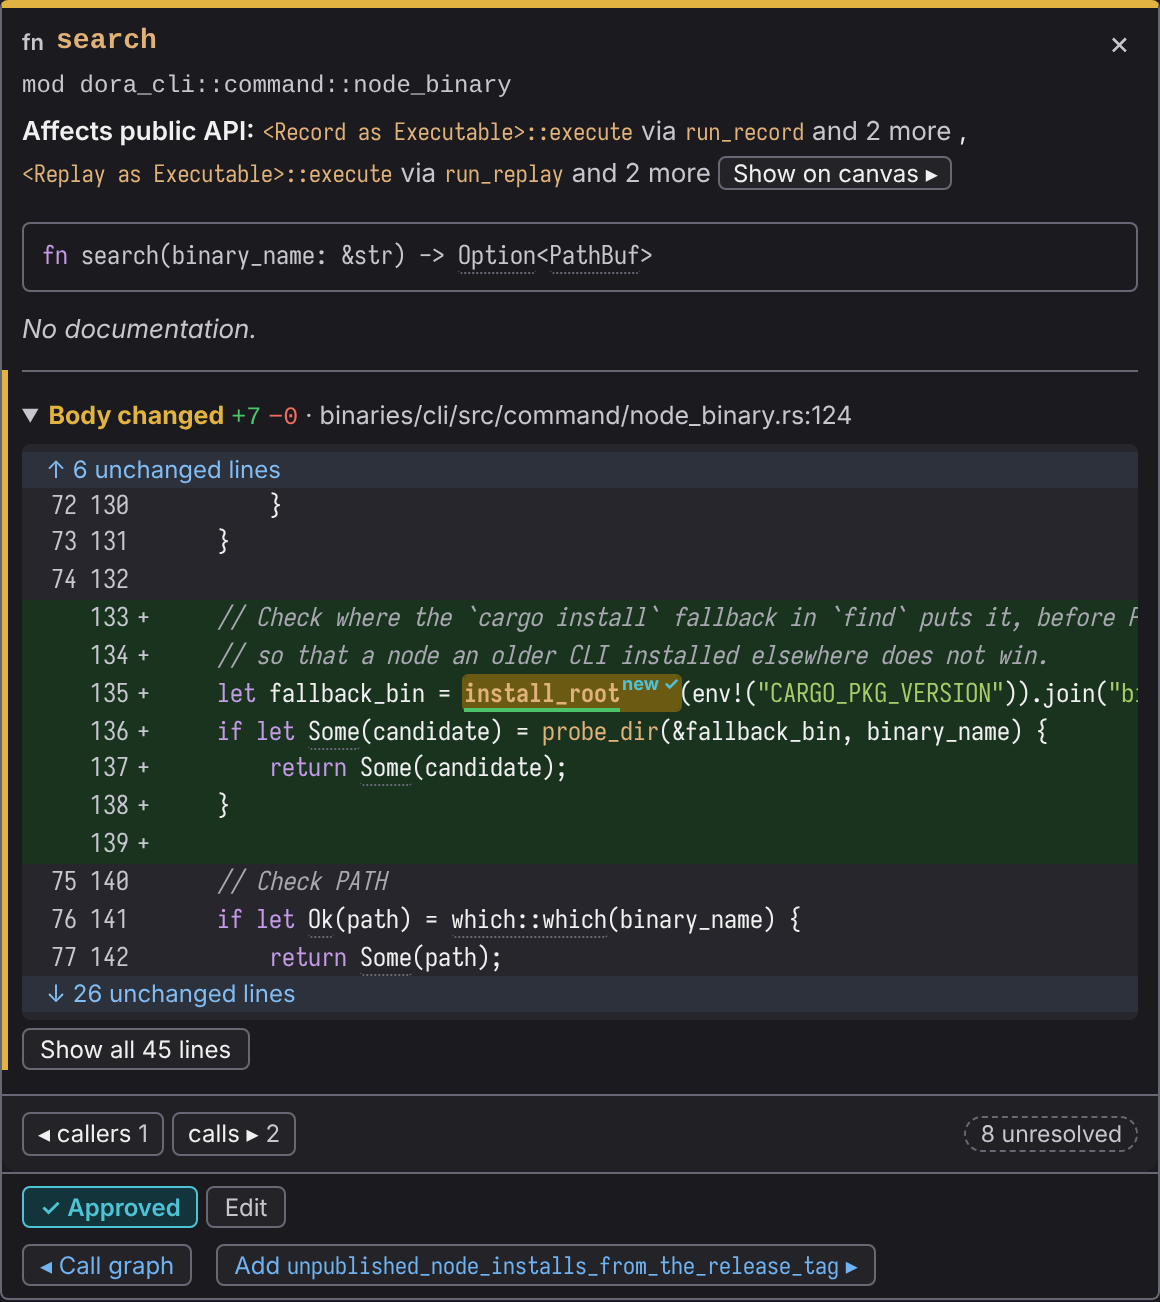 fn search ×
mod dora_cli::command::node_binary
Affects public API: <Record as Executable>::execute via run_record and 2 more ,
<Replay as Executable>::execute via run_replay and 2 more Show on canvas ▸
fn search(binary_name: &str) -> Option<PathBuf>
No documentation.
▼ Body changed +7 −0 · binaries/cli/src/command/node_binary.rs:124
↑ 6 unchanged lines
72 130 }
73 131 }
74 132
133 + // Check where the `cargo install` fallback in `find` puts it, before
134 + // so that a node an older CLI installed elsewhere does not win.
135 + let fallback_bin = install_root new ✓ (env!("CARGO_PKG_VERSION")).join("b
136 + if let Some(candidate) = probe_dir(&fallback_bin, binary_name) {
137 + return Some(candidate);
138 + }
139 +
75 140 // Check PATH
76 141 if let Ok(path) = which::which(binary_name) {
77 142 return Some(path);
↓ 26 unchanged lines
Show all 45 lines
◂ callers 1 calls ▸ 2 8 unresolved
✓ Approved Edit
◂ Call graph Add unpublished_node_installs_from_the_release_tag ▸